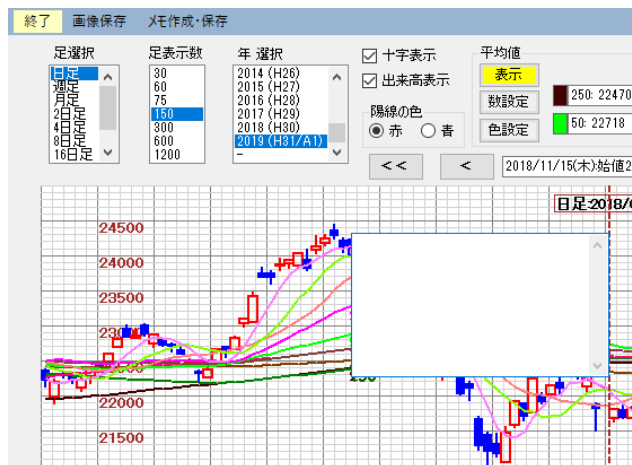 終了 画像保存 メモ作成・保存
足選択 足表示数 年 選択
日足
週足
月足
2日足
4日足
8日足
16日足
30
60
75
150
300
600
1200
2014 (H26)
2015 (H27)
2016 (H28)
2017 (H29)
2018 (H30)
2019 (H31/A1)
-
十字表示
出来高表示
陽線の色
赤 青
平均値
表示
数設定
色設定
250: 22470
50: 22718
<< <
2018/11/15(木):始値2
日足:2018/
24500
24000
23500
23000
22000
21500